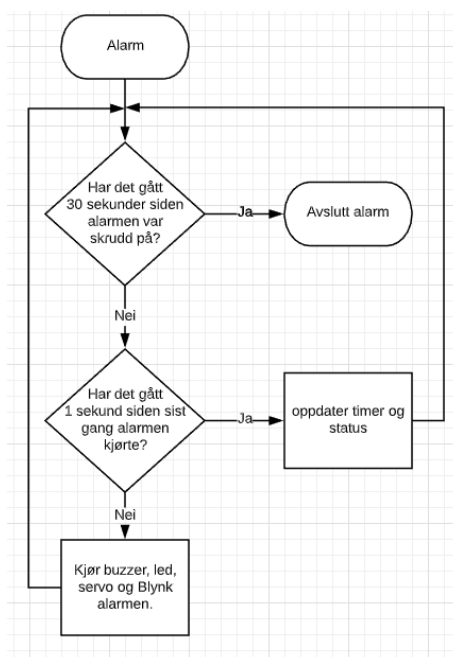 Alarm
Har det gått
30 sekunder siden
alarmen var
skrudd på?
Ja
Avslutt alarm
Nei
Har det gått
1 sekund siden sist
gang alarmen
kjørte?
Ja
oppdater timer og
status
Nei
Kjør buzzer, led,
servo og Blynk
alarmen.